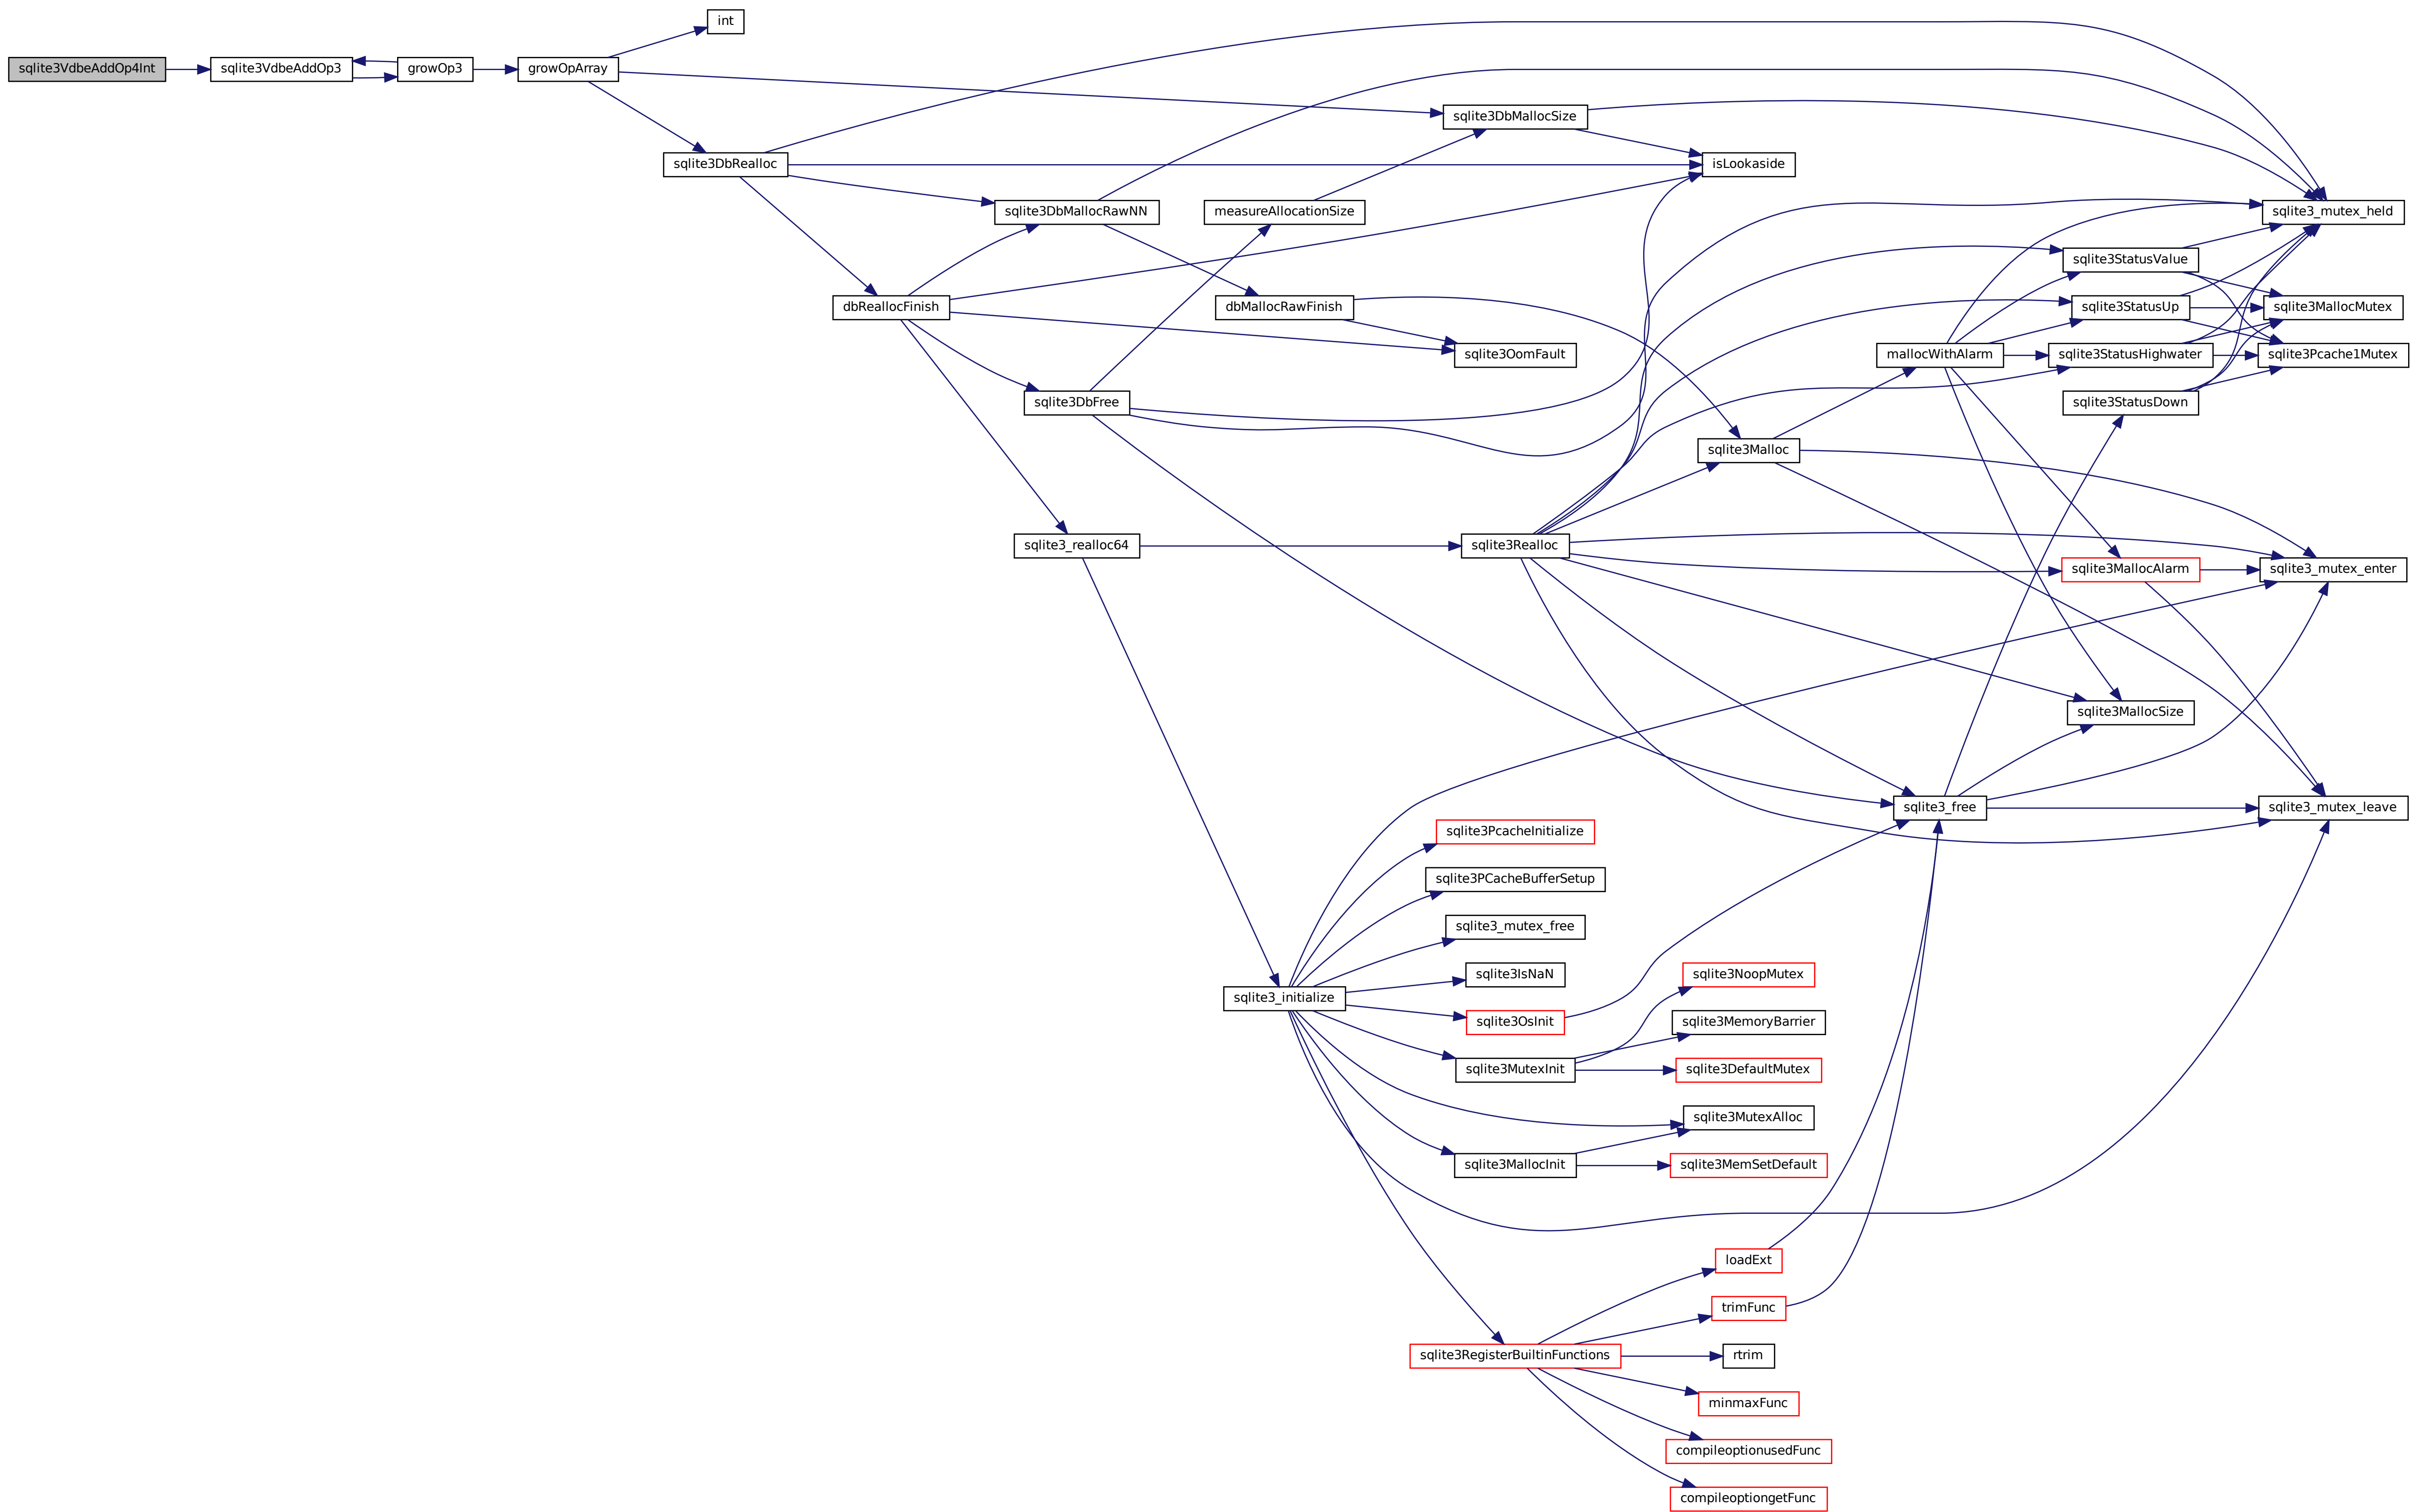 int
sqlite3VdbeAddOp4Int
sqlite3VdbeAddOp3
growOp3
growOpArray
sqlite3DbMallocSize
sqlite3DbRealloc
isLookaside
sqlite3DbMallocRawNN
measureAllocationSize
sqlite3_mutex_held
sqlite3StatusValue
dbReallocFinish
dbMallocRawFinish
sqlite3StatusUp
sqlite3MallocMutex
sqlite3OomFault
mallocWithAlarm
sqlite3StatusHighwater
sqlite3Pcache1Mutex
sqlite3DbFree
sqlite3StatusDown
sqlite3Malloc
sqlite3_realloc64
sqlite3Realloc
sqlite3MallocAlarm
sqlite3_mutex_enter
sqlite3MallocSize
sqlite3_free
sqlite3_mutex_leave
sqlite3PcacheInitialize
sqlite3PCacheBufferSetup
sqlite3_mutex_free
sqlite3IsNaN
sqlite3NoopMutex
sqlite3_initialize
sqlite3OsInit
sqlite3MemoryBarrier
sqlite3MutexInit
sqlite3DefaultMutex
sqlite3MutexAlloc
sqlite3MallocInit
sqlite3MemSetDefault
loadExt
trimFunc
sqlite3RegisterBuiltinFunctions
rtrim
minmaxFunc
compileoptionusedFunc
compileoptiongetFunc